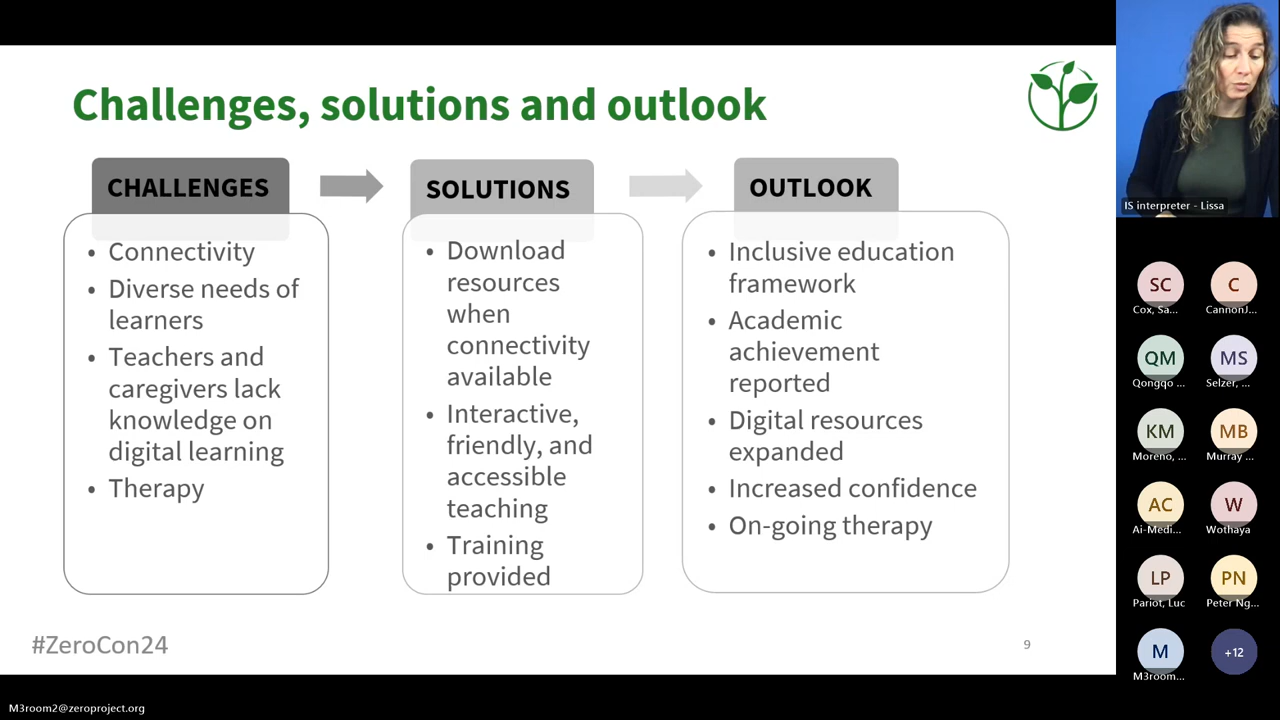 Challenges, solutions and outlook
CHALLENGES
• Connectivity
• Diverse needs of
learners
• Teachers and
caregivers lack
knowledge on
digital learning
• Therapy
SOLUTIONS
• Download
resources
when
connectivity
available
• Interactive,
friendly, and
accessible
teaching
• Training
provided
OUTLOOK
• Inclusive education
framework
• Academic
achievement
reported
• Digital resources
expanded
• Increased confidence
• On-going therapy
#ZeroCon24
9
M3room2@zeroproject.org
IS interpreter - Lissa
SC
Cox, Sa...
C
CannonJ...
QM
Qongqo ...
MS
Selzer, ...
KM
Moreno, ...
MB
Murray ...
AC
Ai-Medi...
W
Wothaya
LP
Pariot, Luc
PN
Peter Ng...
M
M3room...
+12